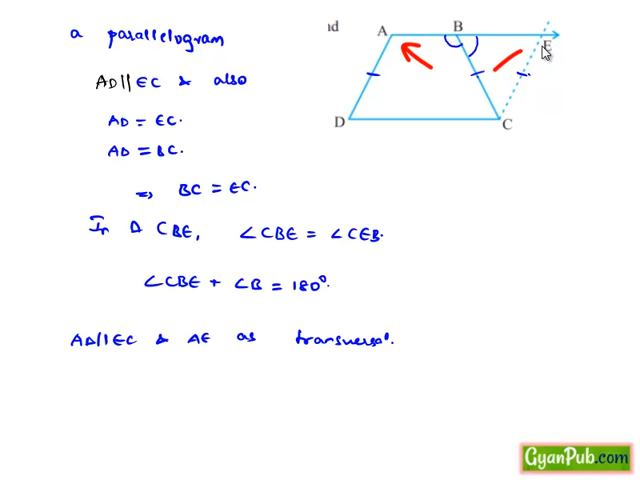 a parallelogram
nd
A B E
D C
AD||EC & also
AD = EC.
AD = BC.
=> BC = EC.
In Δ CBE, ∠CBE = ∠CEB.
∠CBE + ∠B = 180°.
AD||EC & AE as transversal.
GyanPub.com